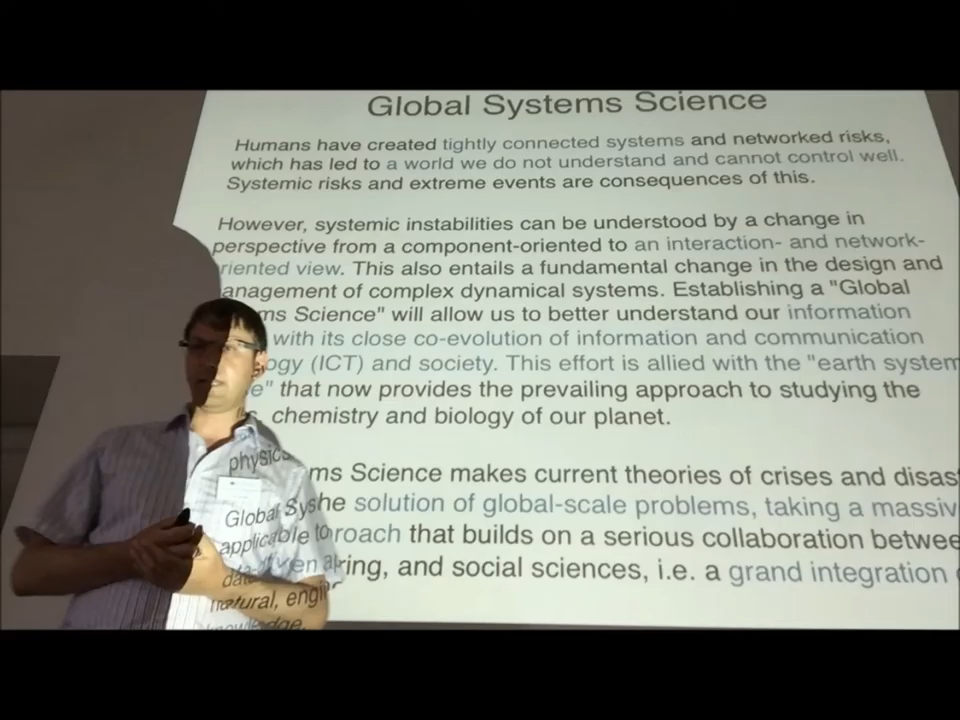 Global Systems Science
Humans have created tightly connected systems and networked risks,
which has led to a world we do not understand and cannot control well.
Systemic risks and extreme events are consequences of this.
However, systemic instabilities can be understood by a change in
perspective from a component-oriented to an interaction- and network-
oriented view. This also entails a fundamental change in the design and
anagement of complex dynamical systems. Establishing a "Global
ms Science" will allow us to better understand our information
with its close co-evolution of information and communication
ogy (ICT) and society. This effort is allied with the "earth system
e" that now provides the prevailing approach to studying the
physics, chemistry and biology of our planet.
Global Systems Science makes current theories of crises and disas
applicable to the solution of global-scale problems, taking a massiv
data-driven approach that builds on a serious collaboration betwee
natural, engineering, and social sciences, i.e. a grand integration
knowledge.